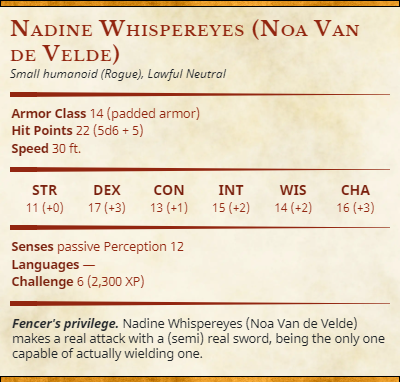 Nadine Whispereyes (Noa Van
de Velde)
Small humanoid (Rogue), Lawful Neutral
Armor Class 14 (padded armor)
Hit Points 22 (5d6 + 5)
Speed 30 ft.
STR DEX CON INT WIS CHA
11 (+0) 17 (+3) 13 (+1) 15 (+2) 14 (+2) 16 (+3)
Senses passive Perception 12
Languages —
Challenge 6 (2,300 XP)
Fencer's privilege. Nadine Whispereyes (Noa Van de Velde)
makes a real attack with a (semi) real sword, being the only one
capable of actually wielding one.